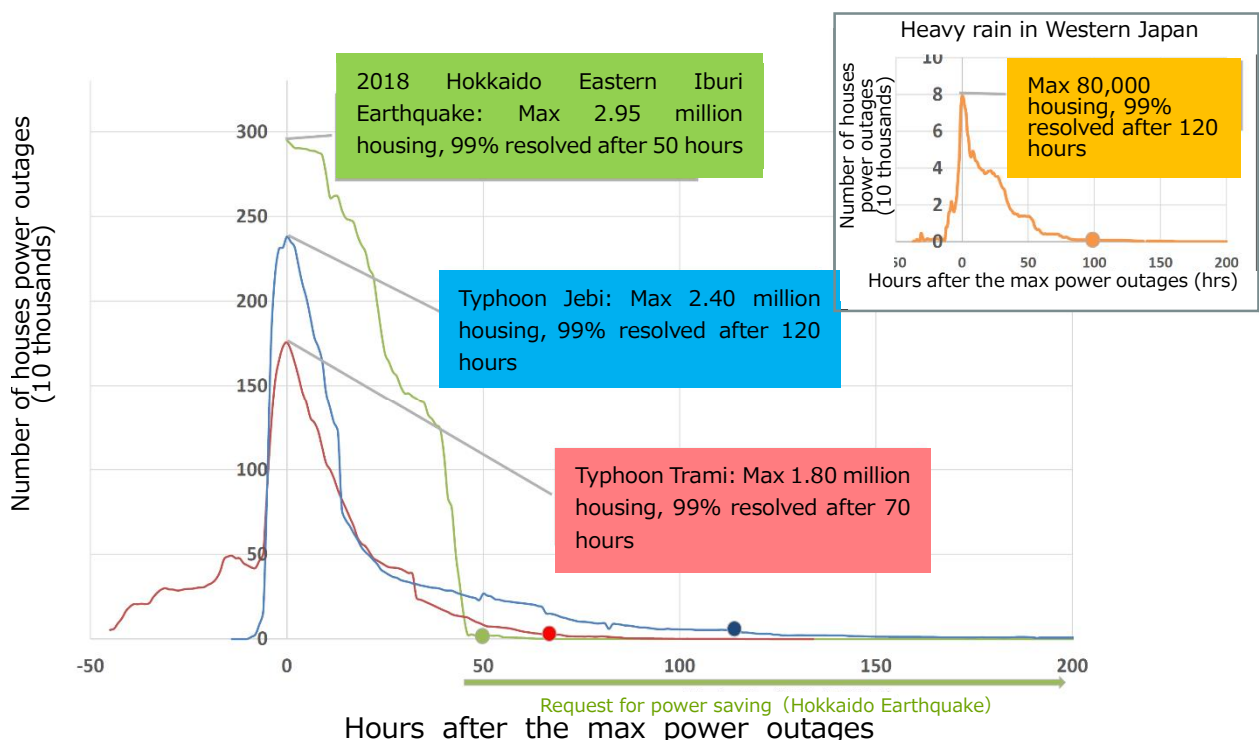 Heavy rain in Western Japan
Number of houses
power outages
(10 thousands)
10
8
6
4
2
0
Max 80,000
housing, 99%
resolved after 120
hours
50
0
50
100
150
200
Hours after the max power outages (hrs)
2018 Hokkaido Eastern Iburi
Earthquake: Max 2.95 million
housing, 99% resolved after 50 hours
Typhoon Jebi: Max 2.40 million
housing, 99% resolved after 120
hours
Typhoon Trami: Max 1.80 million
housing, 99% resolved after 70
hours
Number of houses power outages
(10 thousands)
300
250
200
150
100
50
0
-50
0
50
100
150
200
Request for power saving（Hokkaido Earthquake）
Hours after the max power outages